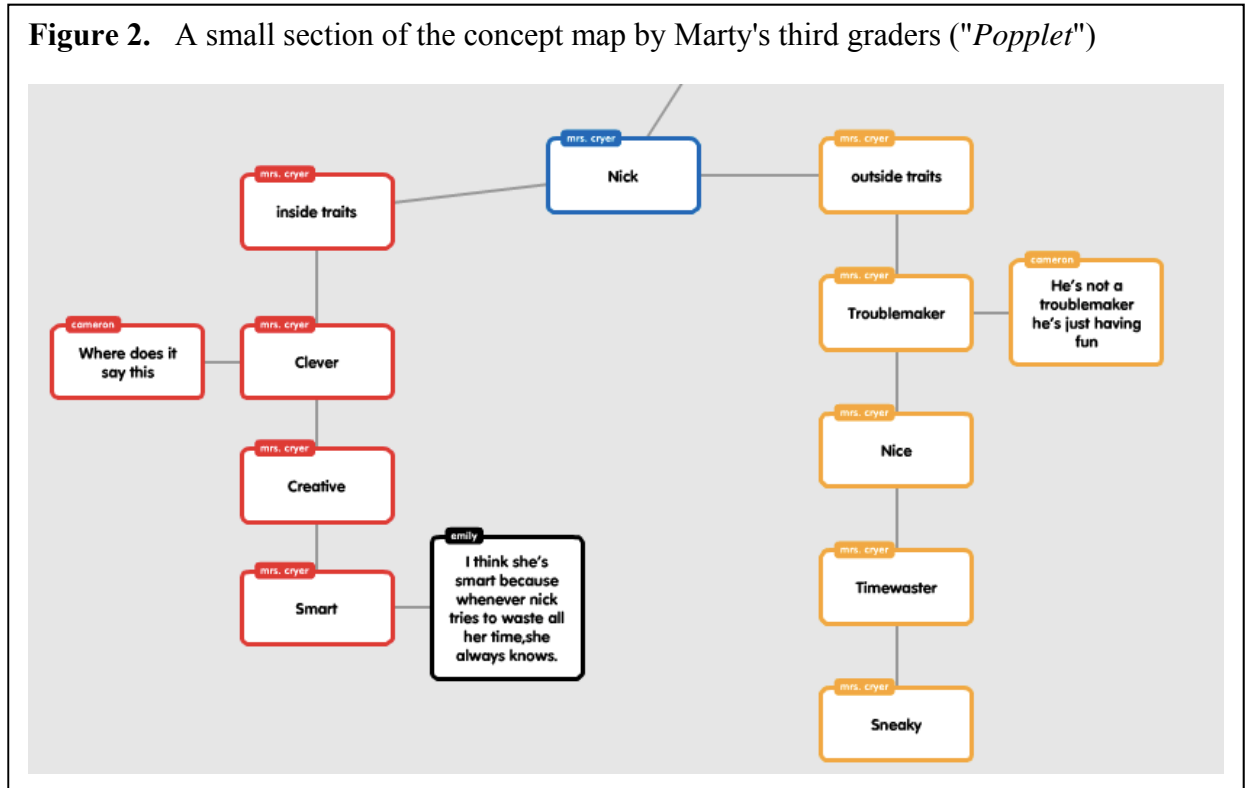 Figure 2. A small section of the concept map by Marty's third graders ("Popplet")
mrs. cryer
Nick
mrs. cryer
inside traits
mrs. cryer
outside traits
cameron
Where does it
say this
mrs. cryer
Clever
mrs. cryer
Creative
mrs. cryer
Smart
emily
I think she's
smart because
whenever nick
tries to waste all
her time,she
always knows.
mrs. cryer
Troublemaker
cameron
He's not a
troublemaker
he's just having
fun
mrs. cryer
Nice
mrs. cryer
Timewaster
mrs. cryer
Sneaky